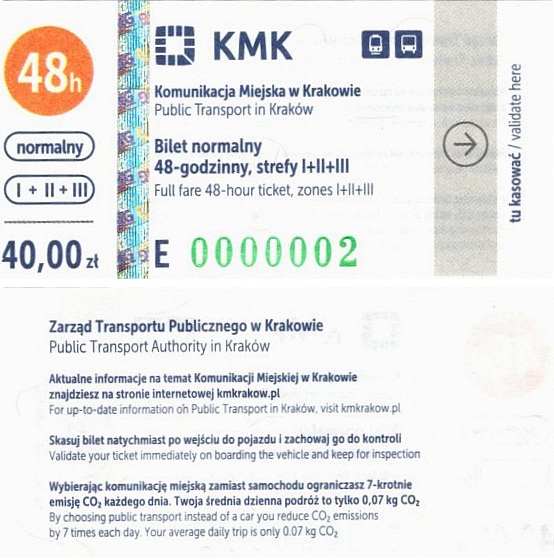 48h
normalny
I + II + III
40,00 zł
KMK
Komunikacja Miejska w Krakowie
Public Transport in Kraków
Bilet normalny
48-godzinny, strefy I+II+III
Full fare 48-hour ticket, zones I+II+III
E 0000002
tu kasować / validate here
Zarząd Transportu Publicznego w Krakowie
Public Transport Authority in Kraków
Aktualne informacje na temat Komunikacji Miejskiej w Krakowie
znajdziesz na stronie internetowej kmkrakow.pl
For up-to-date information on Public Transport in Kraków, visit kmkrakow.pl
Skasuj bilet natychmiast po wejściu do pojazdu i zachowaj go do kontroli
Validate your ticket immediately on boarding the vehicle and keep for inspection
Wybierając komunikację miejską zamiast samochodu ograniczasz 7-krotnie
emisję CO₂ każdego dnia. Twoja średnia dzienna podróż to tylko 0,07 kg CO₂
By choosing public transport instead of a car you reduce CO₂ emissions
by 7 times each day. Your average daily trip is only 0.07 kg CO₂